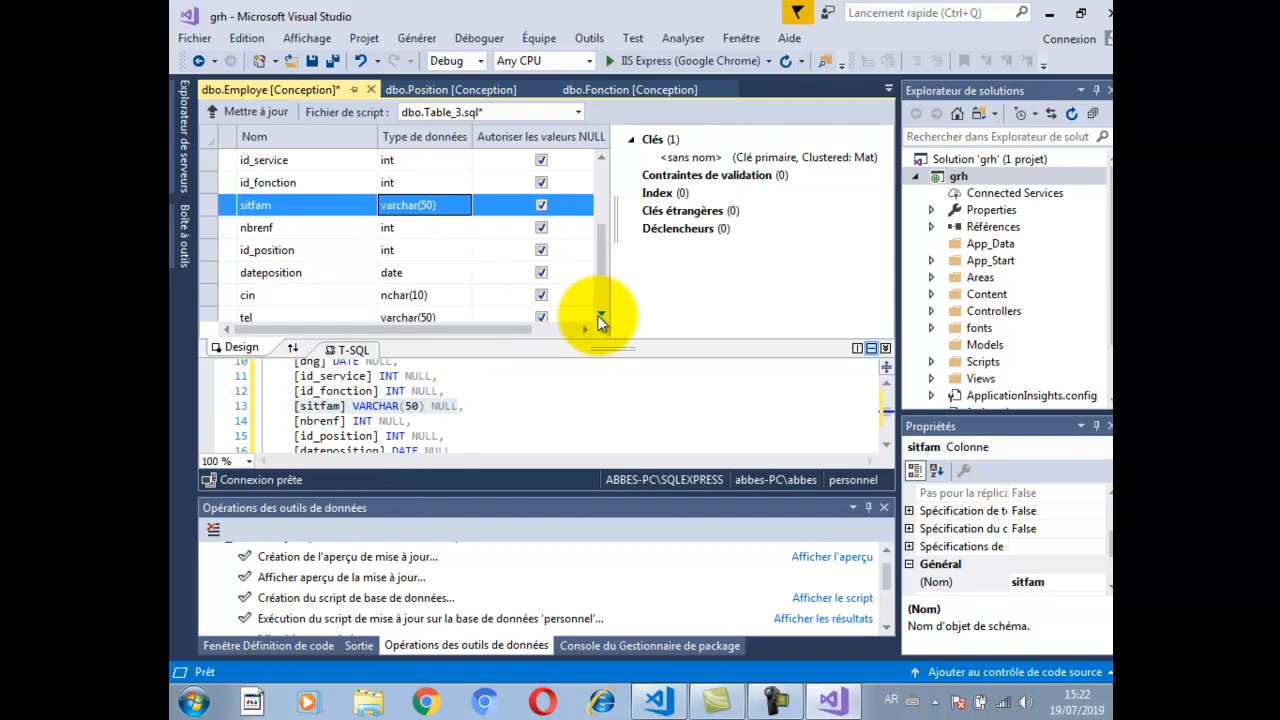 grh - Microsoft Visual Studio
Lancement rapide (Ctrl+Q)
Fichier Edition Affichage Projet Générer Déboguer Équipe Outils Test Analyser Fenêtre Aide Connexion
Debug Any CPU IIS Express (Google Chrome)
Explorateur de serveurs
Boîte à outils
dbo.Employe [Conception]* dbo.Position [Conception] dbo.Fonction [Conception]
Mettre à jour Fichier de script : dbo.Table_3.sql*
Nom Type de données Autoriser les valeurs NULL
id_service int
id_fonction int
sitfam varchar(50)
nbrenf int
id_position int
dateposition date
cin nchar(10)
tel varchar(50)
Clés (1)
<sans nom> (Clé primaire, Clustered: Mat)
Contraintes de validation (0)
Index (0)
Clés étrangères (0)
Déclencheurs (0)
Design T-SQL
10 [dng] DATE NULL,
11 [id_service] INT NULL,
12 [id_fonction] INT NULL,
13 [sitfam] VARCHAR(50) NULL,
14 [nbrenf] INT NULL,
15 [id_position] INT NULL,
16 [dateposition] DATE NULL
100 %
Connexion prête ABBES-PC\SQLEXPRESS abbes-PC\abbes personnel
Opérations des outils de données
Création de l'aperçu de mise à jour... Afficher l'aperçu
Afficher aperçu de la mise à jour...
Création du script de base de données... Afficher le script
Exécution du script de mise à jour sur la base de données 'personnel'... Afficher les résultats
Fenêtre Définition de code Sortie Opérations des outils de données Console du Gestionnaire de package
Explorateur de solutions
Rechercher dans Explorateur de solut
Solution 'grh' (1 projet)
grh
Connected Services
Properties
Références
App_Data
App_Start
Areas
Content
Controllers
fonts
Models
Scripts
Views
ApplicationInsights.config
Propriétés
sitfam Colonne
Pas pour la réplica False
Spécification de t False
Spécification du c False
Spécifications de
Général
(Nom) sitfam
(Nom)
Nom d'objet de schéma.
Prêt Ajouter au contrôle de code source
AR
15:22
19/07/2019